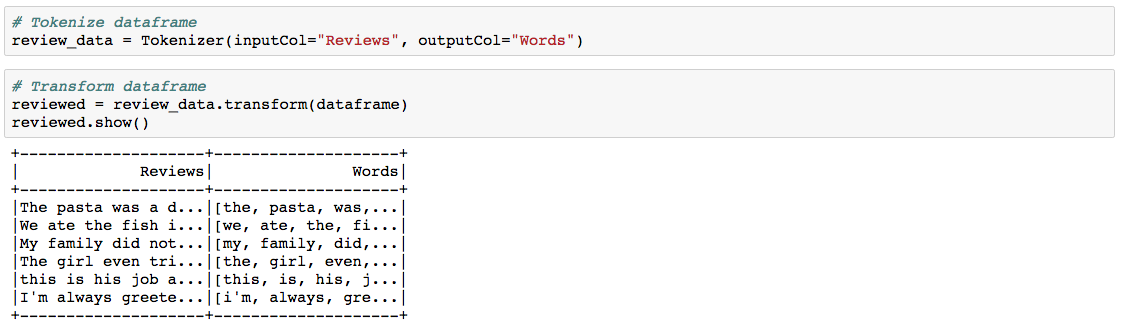 # Tokenize dataframe
review_data = Tokenizer(inputCol="Reviews", outputCol="Words")
# Transform dataframe
reviewed = review_data.transform(dataframe)
reviewed.show()
+--------------------+--------------------+
|             Reviews|               Words|
+--------------------+--------------------+
|The pasta was a d...|[the, pasta, was,...|
|We ate the fish i...|[we, ate, the, fi...|
|My family did not...|[my, family, did,...|
|The girl even tri...|[the, girl, even,...|
|this is his job a...|[this, is, his, j...|
|I'm always greete...|[i'm, always, gre...|
+--------------------+--------------------+